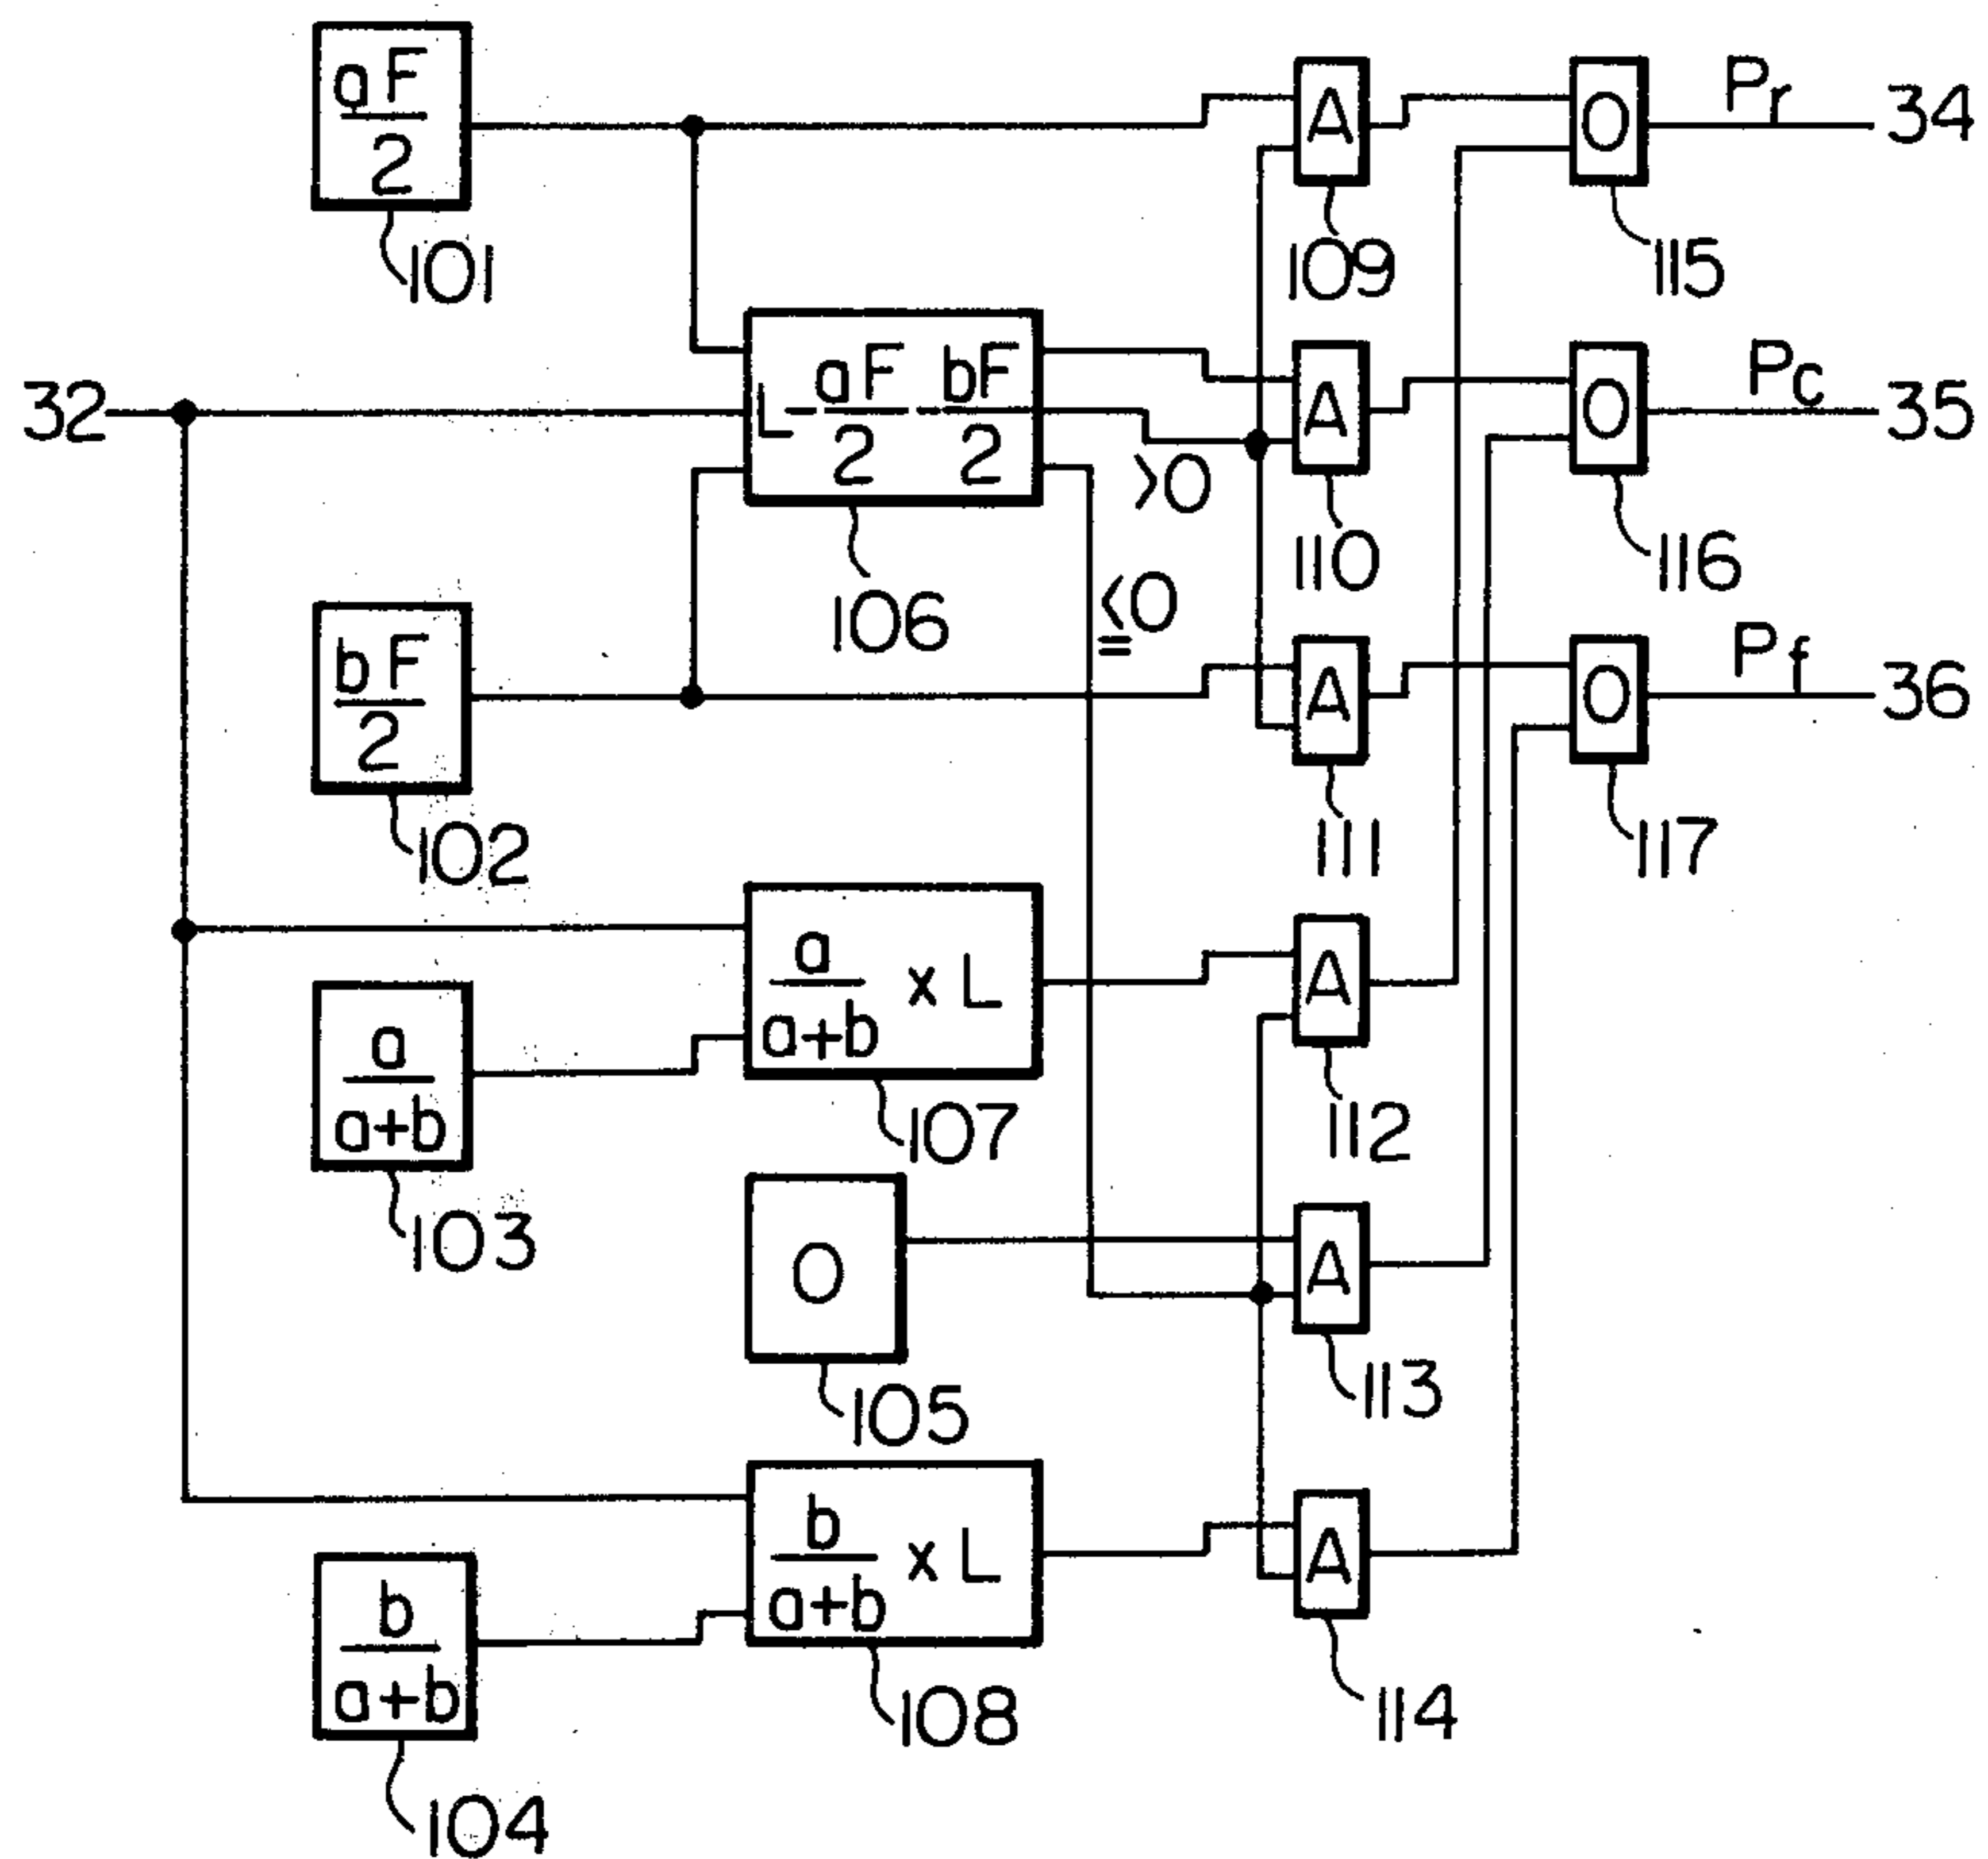 aF
2
101
A
109
O
115
Pr
34
32
L- aF - bF
2 2
106
>0
≦0
A
110
O
116
Pc
35
bF
2
102
A
111
O
117
Pf
36
a
a+b
103
a
a+b
x L
107
A
112
0
105
A
113
b
a+b
104
b
a+b
x L
108
A
114